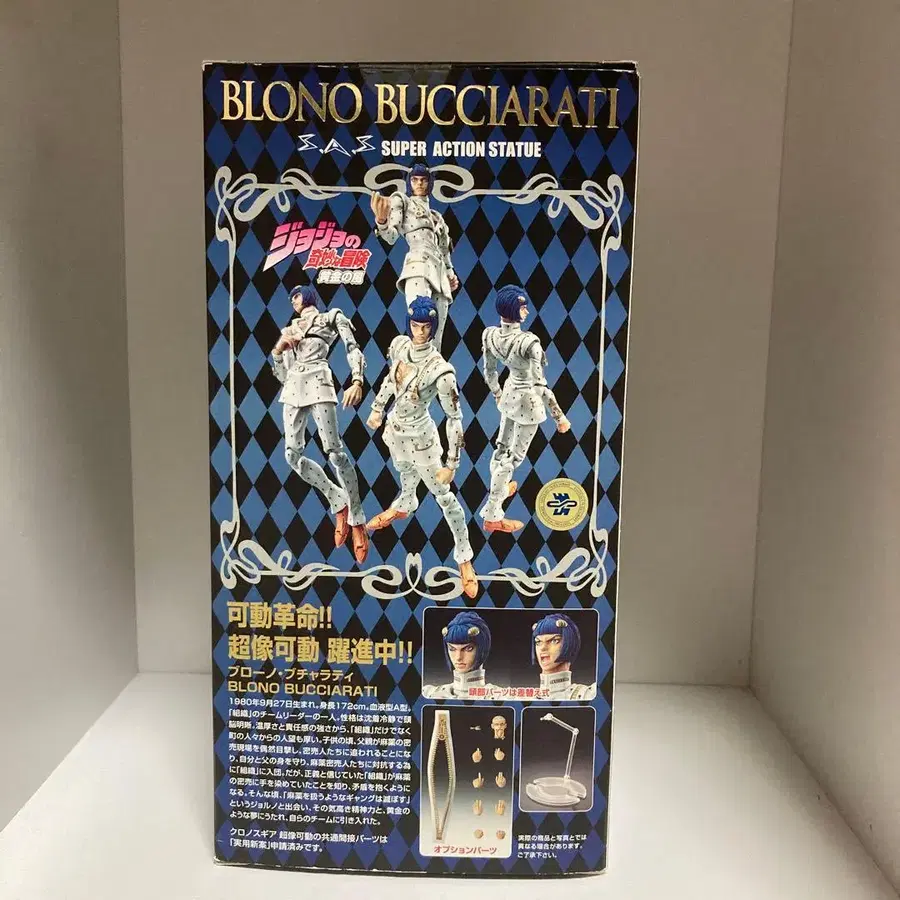 BLONO BUCCIARATI
S.A.S SUPER ACTION STATUE
ジョジョの
奇妙な冒険
黄金の風
可動革命!!
超像可動 躍進中!!
ブローノ・ブチャラティ
BLONO BUCCIARATI
1980年9月27日生まれ。身長172cm。血液型A型。
「組織」のチームリーダーの一人。性格は沈着冷静で頭
脳明晰。温厚さと責任感の強さから、「組織」だけでなく
町の人々からの人望も厚い。子供の頃、父親が麻薬の密
売現場を偶然目撃し、密売人たちに追われることにな
り、自分と父の身を守り、麻薬密売人たちに対抗する為
に「組織」に入団。だが、正義と信じていた「組織」が麻薬
の密売に手を染めていたことを知り、矛盾を抱くように
なる。そんな頃、「麻薬を扱うようなギャングは滅ぼす」
というジョルノと出会い、その気高き精神力と、黄金の
ような夢にうたれ、自らのチームに引き入れた。
クロノスギア 超像可動の共通間接パーツは
「実用新案」申請済みです。
頭部パーツは差替え式
オプションパーツ
実際の商品と写真とでは
異なる場合があります。
ご了承下さい。